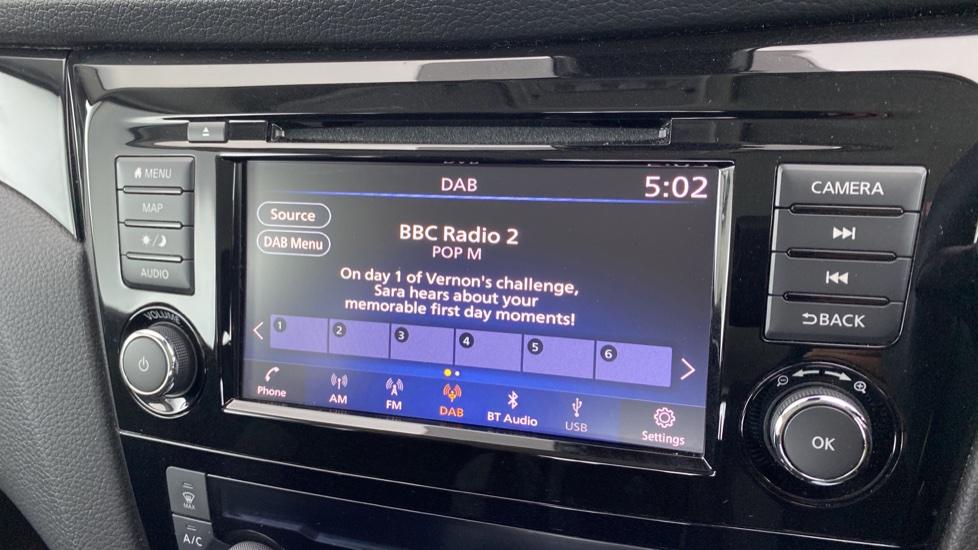 DAB
5:02
Source
DAB Menu
BBC Radio 2
POP M
On day 1 of Vernon's challenge,
Sara hears about your
memorable first day moments!
1 2 3 4 5 6
Phone AM FM DAB BT Audio USB Settings
MENU
MAP
AUDIO
VOLUME
CAMERA
BACK
OK
MAX
A/C